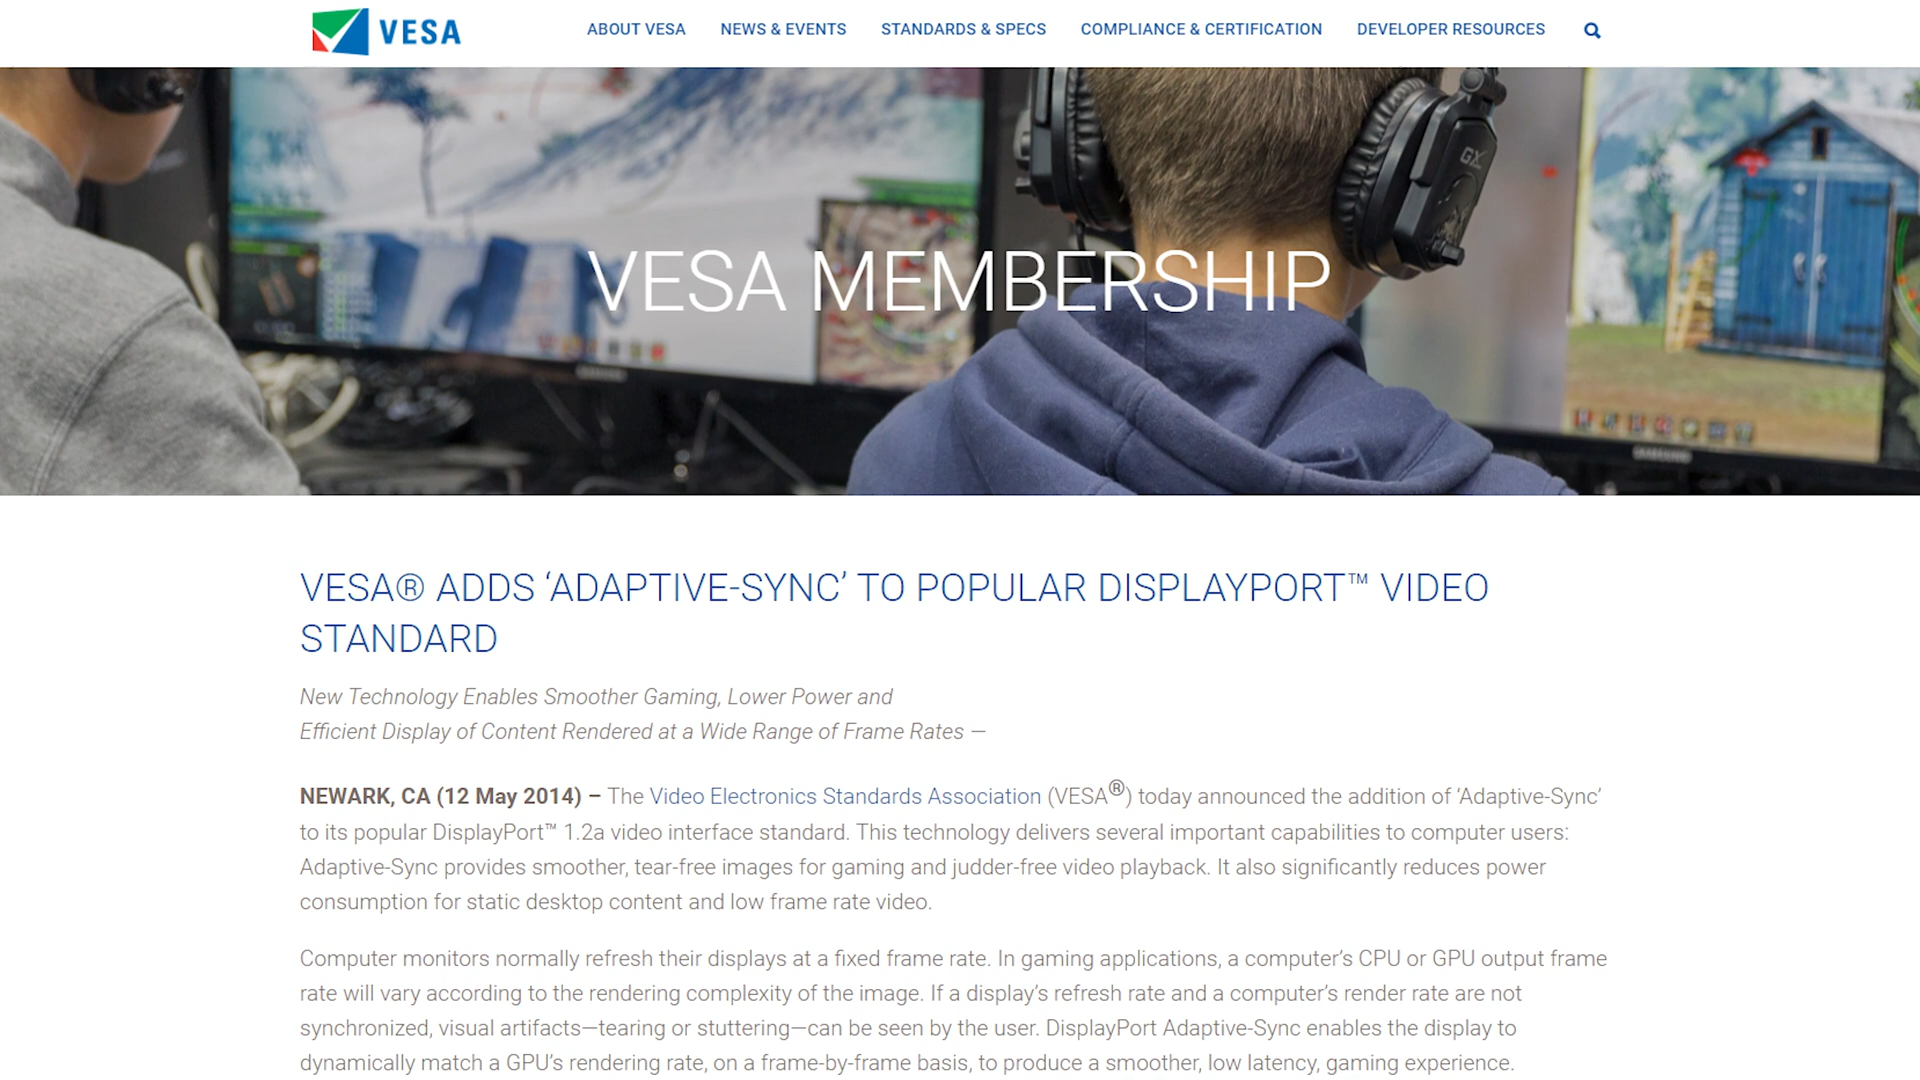 VESA
ABOUT VESA
NEWS & EVENTS
STANDARDS & SPECS
COMPLIANCE & CERTIFICATION
DEVELOPER RESOURCES
GX
VESA MEMBERSHIP
SAMSUNG
SAMSUNG
VESA® ADDS ‘ADAPTIVE-SYNC’ TO POPULAR DISPLAYPORT™ VIDEO
STANDARD
New Technology Enables Smoother Gaming, Lower Power and
Efficient Display of Content Rendered at a Wide Range of Frame Rates —
NEWARK, CA (12 May 2014) – The Video Electronics Standards Association (VESA®) today announced the addition of ‘Adaptive-Sync’
to its popular DisplayPort™ 1.2a video interface standard. This technology delivers several important capabilities to computer users:
Adaptive-Sync provides smoother, tear-free images for gaming and judder-free video playback. It also significantly reduces power
consumption for static desktop content and low frame rate video.
Computer monitors normally refresh their displays at a fixed frame rate. In gaming applications, a computer’s CPU or GPU output frame
rate will vary according to the rendering complexity of the image. If a display’s refresh rate and a computer’s render rate are not
synchronized, visual artifacts—tearing or stuttering—can be seen by the user. DisplayPort Adaptive-Sync enables the display to
dynamically match a GPU’s rendering rate, on a frame-by-frame basis, to produce a smoother, low latency, gaming experience.